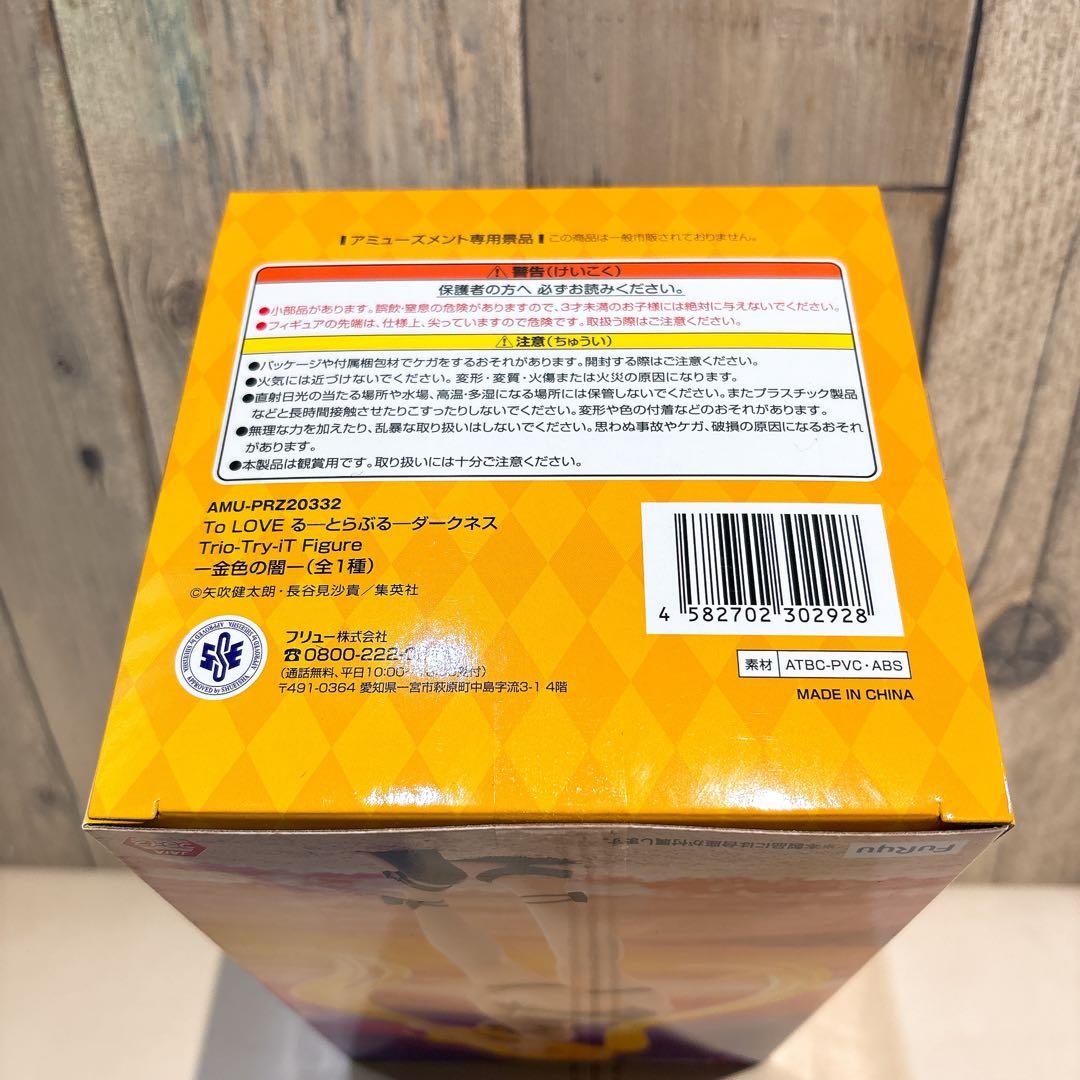 アミューズメント専用景品 この商品は一般市販されておりません。
⚠警告(けいこく)
保護者の方へ 必ずお読みください。
●小部品があります。誤飲・窒息の危険がありますので、3才未満のお子様には絶対に与えないでください。
●フィギュアの先端は、仕様上、尖っていますので危険です。取扱う際はご注意ください。
⚠注意(ちゅうい)
●パッケージや付属梱包材でケガをするおそれがあります。開封する際はご注意ください。
●火気には近づけないでください。変形・変質・火傷または火災の原因になります。
●直射日光の当たる場所や水場、高温・多湿になる場所には保管しないでください。またプラスチック製品
などと長時間接触させたりこすったりしないでください。変形や色の付着などのおそれがあります。
●無理な力を加えたり、乱暴な取り扱いはしないでください。思わぬ事故やケガ、破損の原因になるおそれ
があります。
●本製品は観賞用です。取り扱いには十分ご注意ください。
AMU-PRZ20332
To LOVE る―とらぶる―ダークネス
Trio-Try-iT Figure
―金色の闇―(全1種)
©矢吹健太朗・長谷見沙貴／集英社
4 582702 302928
フリュー株式会社
☎0800-222-
(通話無料、平日10:00
〒491-0364 愛知県一宮市萩原町中島字流3-1 4階
素材 ATBC-PVC・ABS
MADE IN CHINA
FuRyu
※本製品には台座が付属します。